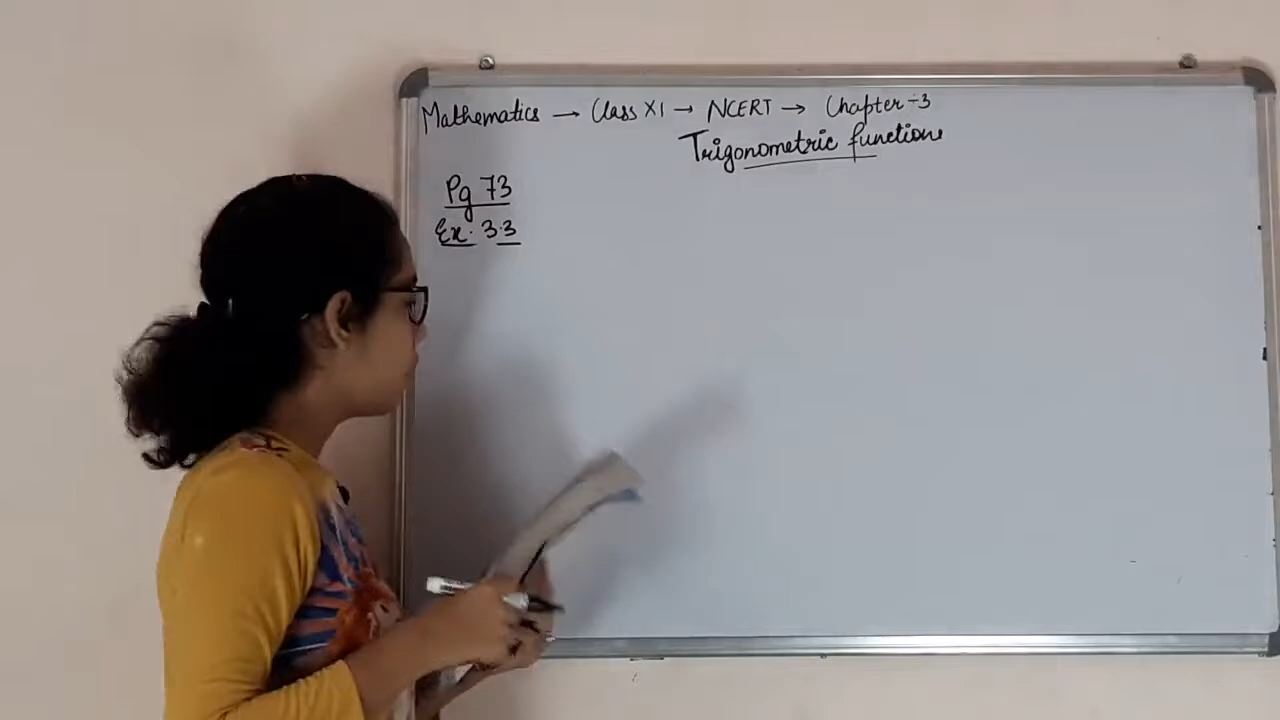 Mathematics → Class XI → NCERT → Chapter-3
Trigonometric functions
Pg 73
Ex. 3.3